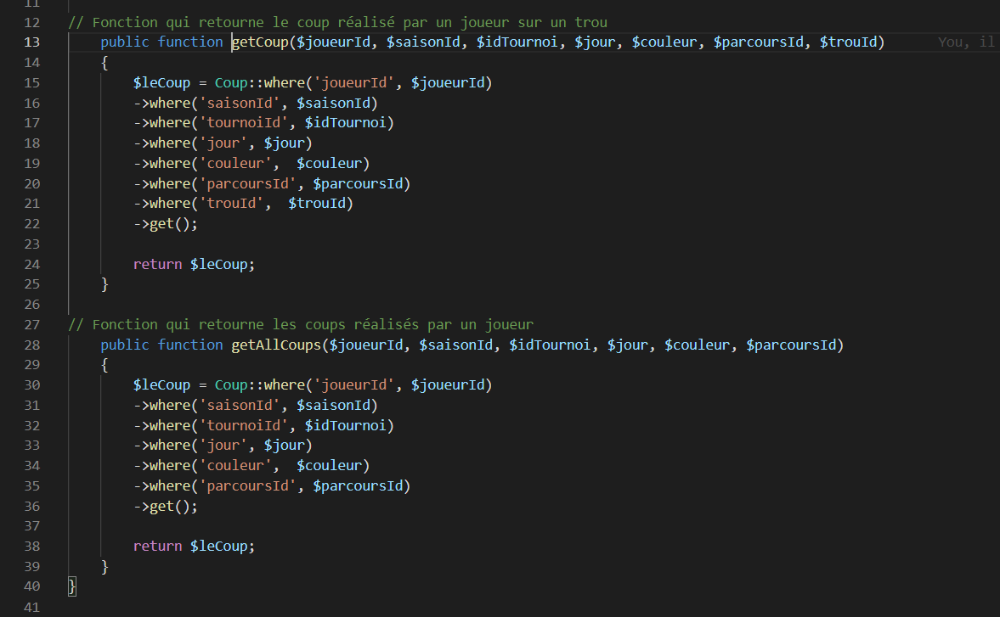 11
12 // Fonction qui retourne le coup réalisé par un joueur sur un trou
13 public function getCoup($joueurId, $saisonId, $idTournoi, $jour, $couleur, $parcoursId, $trouId) You, il
14 {
15 $leCoup = Coup::where('joueurId', $joueurId)
16 ->where('saisonId', $saisonId)
17 ->where('tournoiId', $idTournoi)
18 ->where('jour', $jour)
19 ->where('couleur',  $couleur)
20 ->where('parcoursId', $parcoursId)
21 ->where('trouId',  $trouId)
22 ->get();
23
24 return $leCoup;
25 }
26
27 // Fonction qui retourne les coups réalisés par un joueur
28 public function getAllCoups($joueurId, $saisonId, $idTournoi, $jour, $couleur, $parcoursId)
29 {
30 $leCoup = Coup::where('joueurId', $joueurId)
31 ->where('saisonId', $saisonId)
32 ->where('tournoiId', $idTournoi)
33 ->where('jour', $jour)
34 ->where('couleur',  $couleur)
35 ->where('parcoursId', $parcoursId)
36 ->get();
37
38 return $leCoup;
39 }
40 }
41